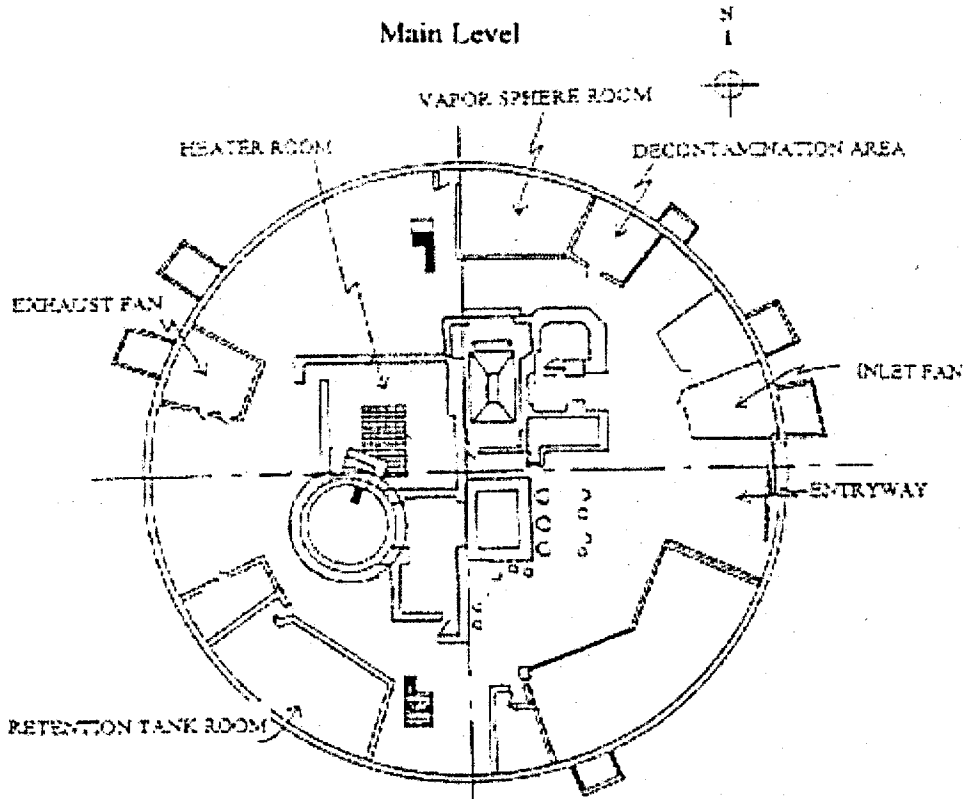 Main Level
N
VAPOR SPHERE ROOM
HEATER ROOM
DECONTAMINATION AREA
EXHAUST FAN
INLET FAN
ENTRYWAY
RETENTION TANK ROOM